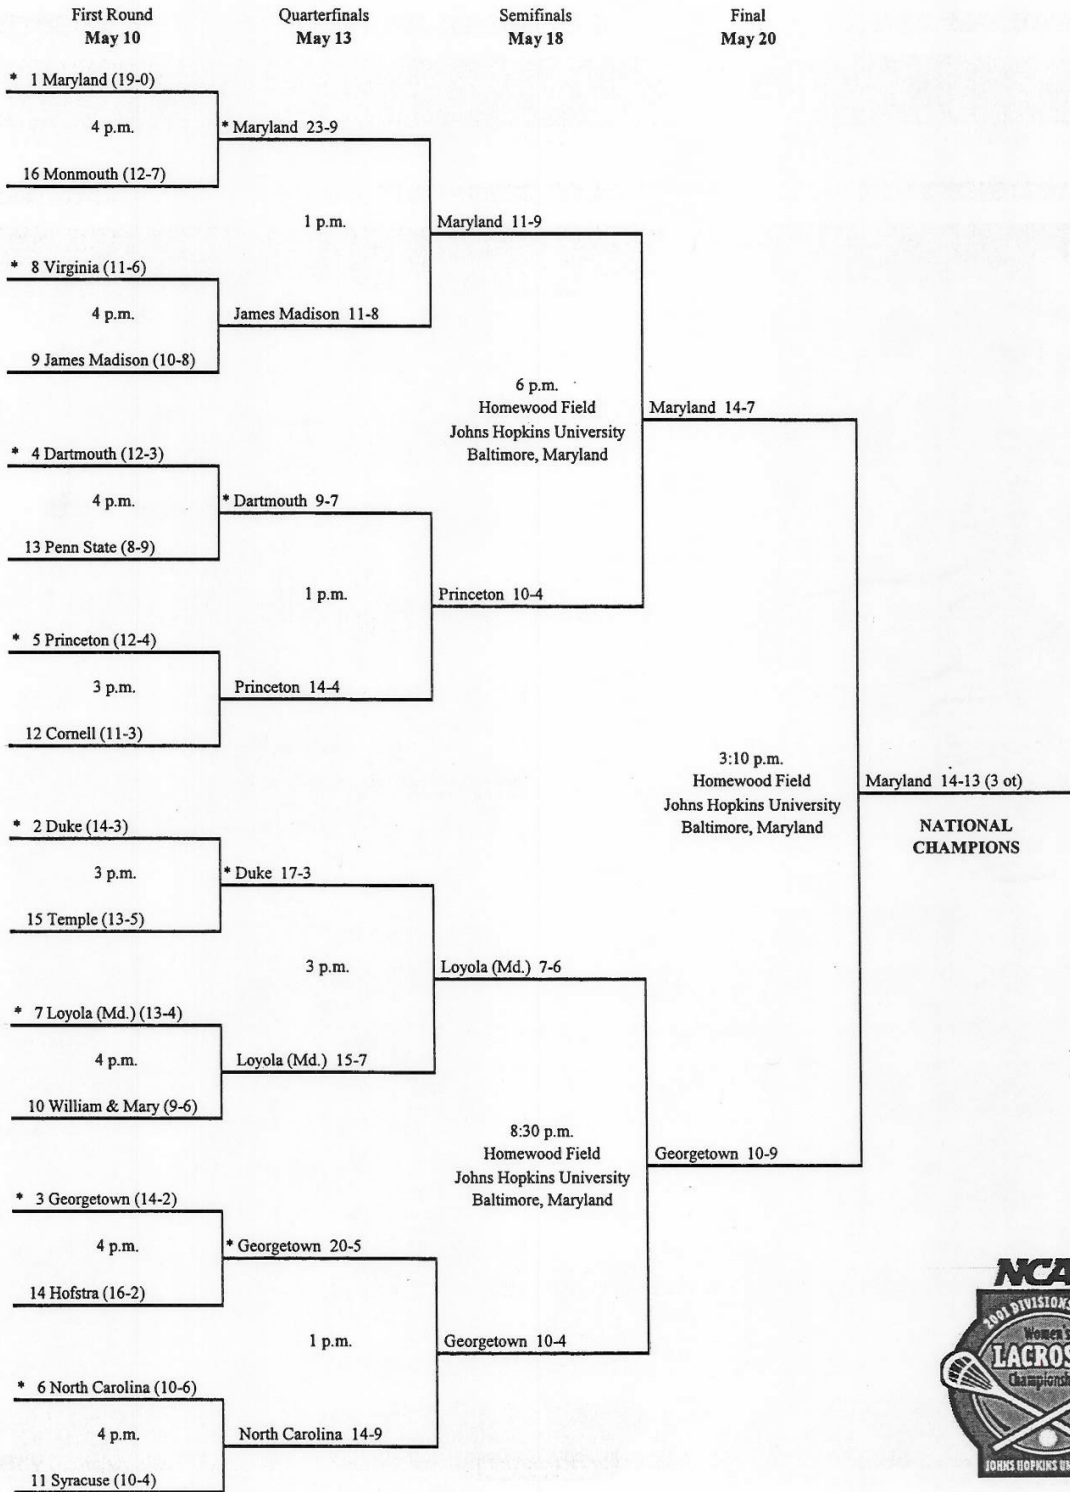 First Round Quarterfinals Semifinals Final
May 10 May 13 May 18 May 20
* 1 Maryland (19-0)
4 p.m.
16 Monmouth (12-7)
* Maryland 23-9
1 p.m.
* 8 Virginia (11-6)
4 p.m.
9 James Madison (10-8)
James Madison 11-8
Maryland 11-9
6 p.m.
Homewood Field
Johns Hopkins University
Baltimore, Maryland
* 4 Dartmouth (12-3)
4 p.m.
13 Penn State (8-9)
* Dartmouth 9-7
1 p.m.
* 5 Princeton (12-4)
3 p.m.
12 Cornell (11-3)
Princeton 14-4
Princeton 10-4
Maryland 14-7
3:10 p.m.
Homewood Field
Johns Hopkins University
Baltimore, Maryland
Maryland 14-13 (3 ot)
NATIONAL
CHAMPIONS
* 2 Duke (14-3)
3 p.m.
15 Temple (13-5)
* Duke 17-3
3 p.m.
* 7 Loyola (Md.) (13-4)
4 p.m.
10 William & Mary (9-6)
Loyola (Md.) 15-7
Loyola (Md.) 7-6
8:30 p.m.
Homewood Field
Johns Hopkins University
Baltimore, Maryland
Georgetown 10-9
* 3 Georgetown (14-2)
4 p.m.
14 Hofstra (16-2)
* Georgetown 20-5
1 p.m.
* 6 North Carolina (10-6)
4 p.m.
11 Syracuse (10-4)
North Carolina 14-9
Georgetown 10-4
NCA
2001 DIVISION
Women's
LACROS
Champions
JOHNS HOPKINS UN